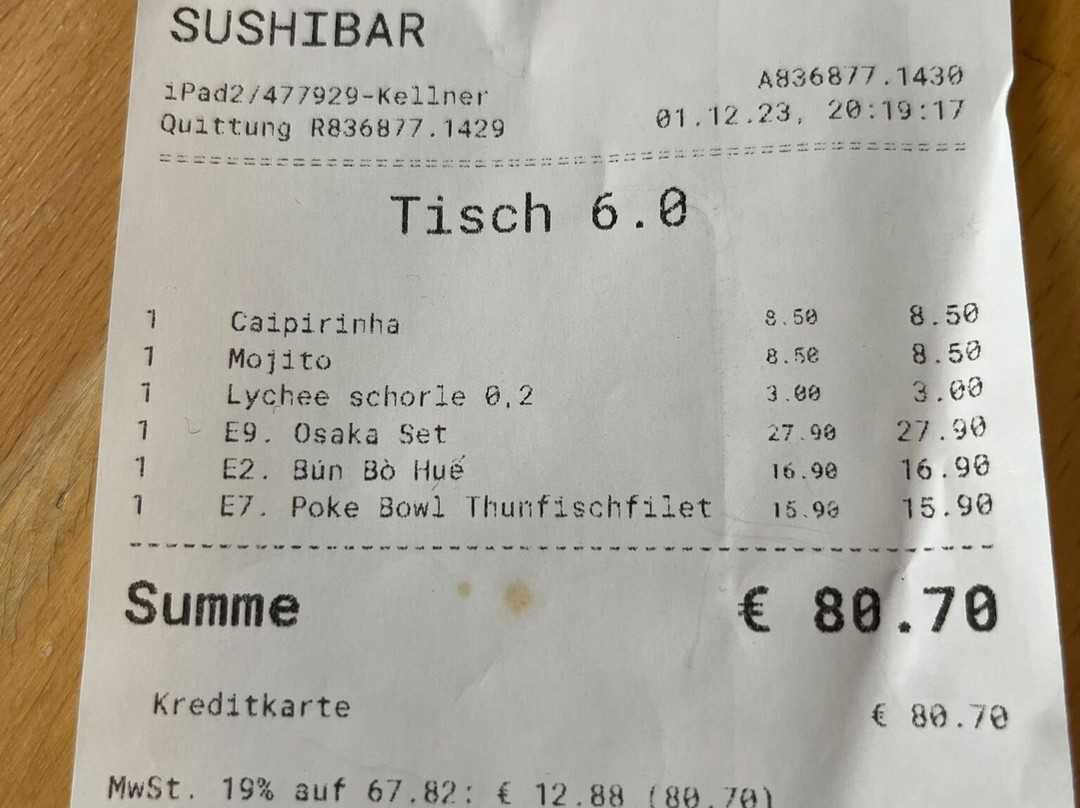 SUSHIBAR
iPad2/477929-Kellner A836877.1430
Quittung R836877.1429 01.12.23, 20:19:17
Tisch 6.0
1 Caipirinha 8.50 8.50
1 Mojito 8.50 8.50
1 Lychee schorle 0,2 3.00 3.00
1 E9. Osaka Set 27.90 27.90
1 E2. Bún Bò Huế 16.90 16.90
1 E7. Poke Bowl Thunfischfilet 15.90 15.90
Summe € 80.70
Kreditkarte € 80.70
MwSt. 19% auf 67.82: € 12.88 (80.70)